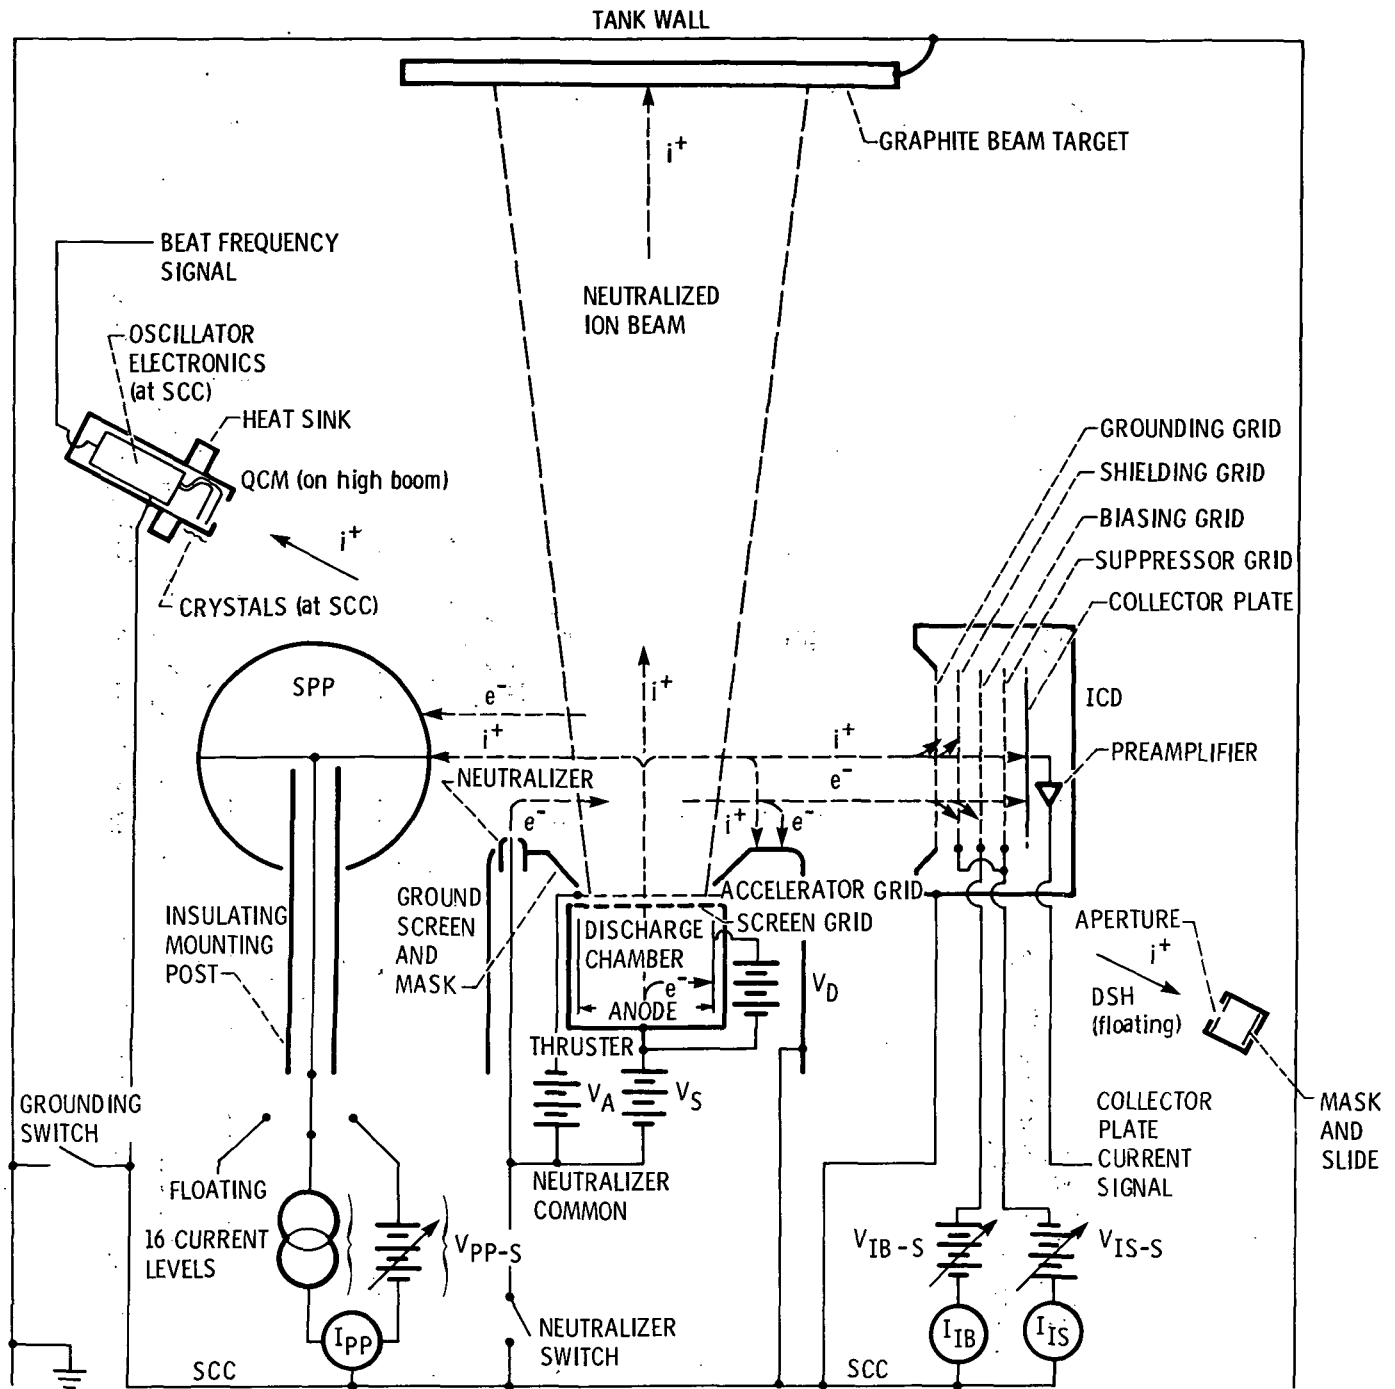 TANK WALL
GRAPHITE BEAM TARGET
i+
BEAT FREQUENCY
SIGNAL
NEUTRALIZED
ION BEAM
OSCILLATOR
ELECTRONICS
(at SCC)
HEAT SINK
QCM (on high boom)
i+
CRYSTALS (at SCC)
GROUNDING GRID
SHIELDING GRID
BIASING GRID
SUPPRESSOR GRID
COLLECTOR PLATE
SPP
e-
i+
i+
i+
ICD
PREAMPLIFIER
NEUTRALIZER
e-
e-
i+
e-
GROUND
SCREEN
AND
MASK
ACCELERATOR GRID
SCREEN GRID
DISCHARGE
CHAMBER
e-
ANODE
VD
INSULATING
MOUNTING
POST
APERTURE
i+
DSH
(floating)
THRUSTER
VA
VS
GROUNDING
SWITCH
COLLECTOR
PLATE
CURRENT
SIGNAL
MASK
AND
SLIDE
FLOATING
NEUTRALIZER
COMMON
16 CURRENT
LEVELS
VPP-S
VIB-S
VIS-S
IPP
NEUTRALIZER
SWITCH
IIB
IIS
SCC
SCC